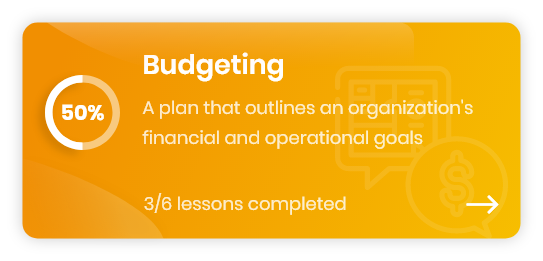 Budgeting
50%
A plan that outlines an organization's
financial and operational goals
3/6 lessons completed